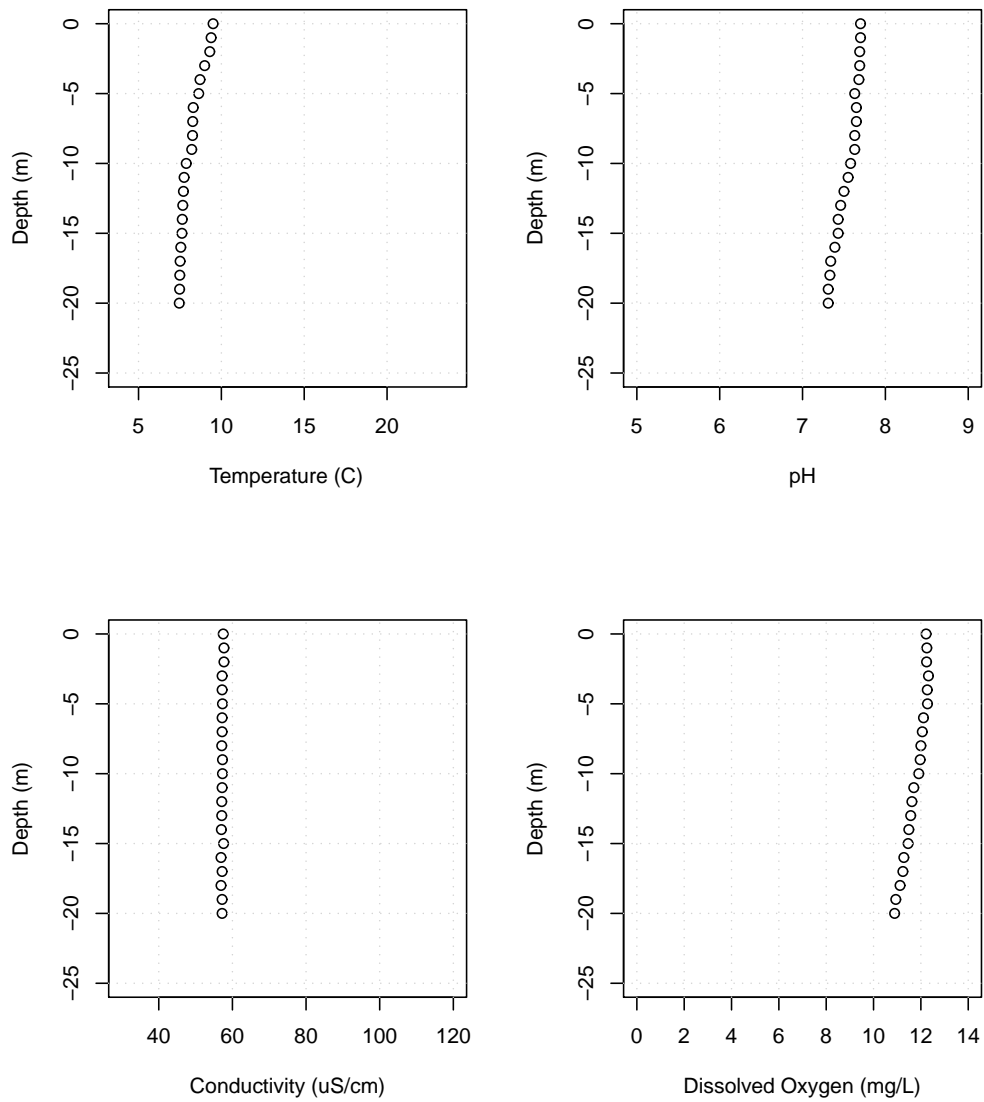 0
−5
−10
−15
−20
−25
Depth (m)
5 10 15 20
Temperature (C)
0
−5
−10
−15
−20
−25
Depth (m)
5 6 7 8 9
pH
0
−5
−10
−15
−20
−25
Depth (m)
40 60 80 100 120
Conductivity (uS/cm)
0
−5
−10
−15
−20
−25
Depth (m)
0 2 4 6 8 10 12 14
Dissolved Oxygen (mg/L)